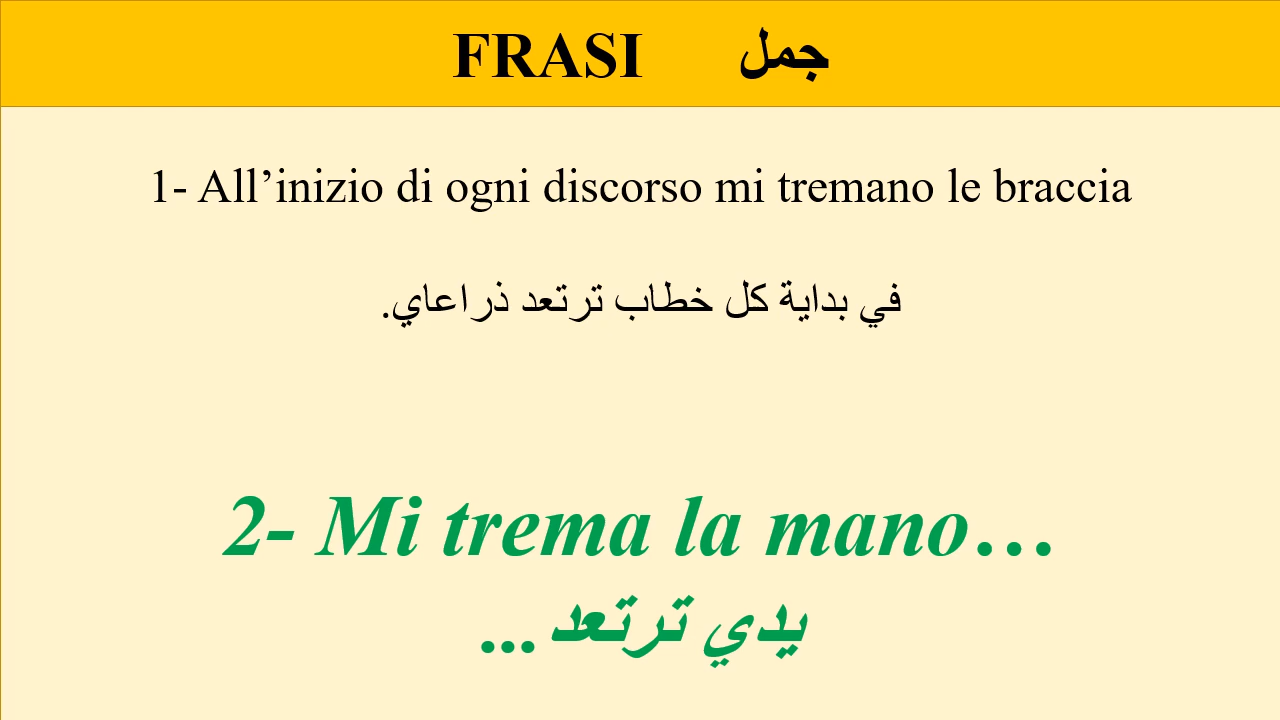 FRASI جمل
1- All’inizio di ogni discorso mi tremano le braccia
في بداية كل خطاب ترتعد ذراعاي.
2- Mi trema la mano…
يدي ترتعد...